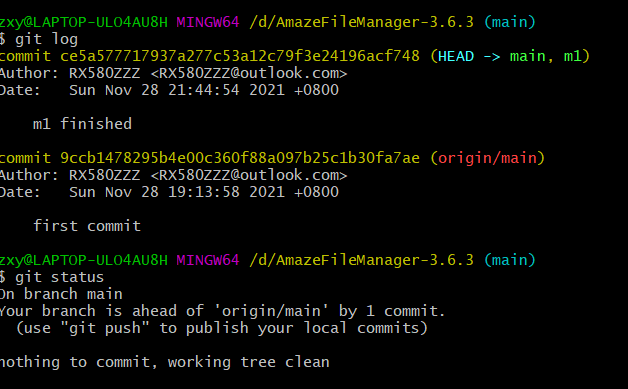 zxy@LAPTOP-ULO4AU8H MINGW64 /d/AmazeFileManager-3.6.3 (main)
$ git log
commit ce5a577717937a277c53a12c79f3e24196acf748 (HEAD -> main, m1)
Author: RX580ZZZ <RX580ZZZ@outlook.com>
Date:   Sun Nov 28 21:44:54 2021 +0800
    m1 finished
commit 9ccb1478295b4e00c360f88a097b25c1b30fa7ae (origin/main)
Author: RX580ZZZ <RX580ZZZ@outlook.com>
Date:   Sun Nov 28 19:13:58 2021 +0800
    first commit
zxy@LAPTOP-ULO4AU8H MINGW64 /d/AmazeFileManager-3.6.3 (main)
$ git status
On branch main
Your branch is ahead of 'origin/main' by 1 commit.
  (use "git push" to publish your local commits)
nothing to commit, working tree clean